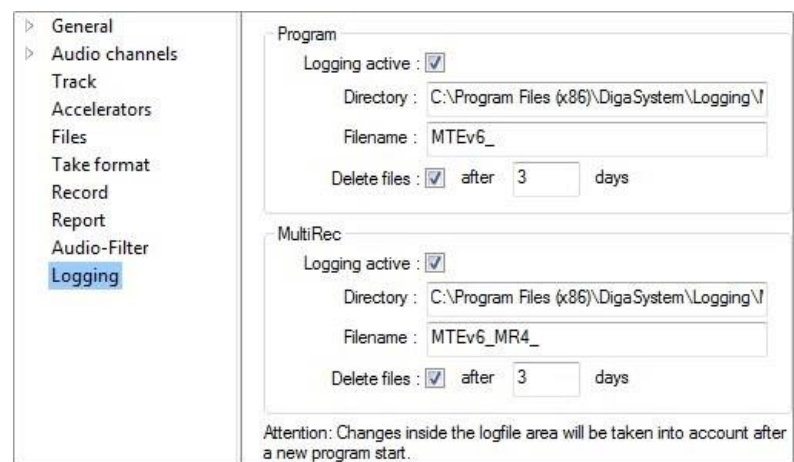 General
Audio channels
Track
Accelerators
Files
Take format
Record
Report
Audio-Filter
Logging
Program
Logging active :
Directory : C:\Program Files (x86)\DigaSystem\Logging\
Filename : MTEv6_
Delete files : after 3 days
MultiRec
Logging active :
Directory : C:\Program Files (x86)\DigaSystem\Logging\
Filename : MTEv6_MR4_
Delete files : after 3 days
Attention: Changes inside the logfile area will be taken into account after
a new program start.